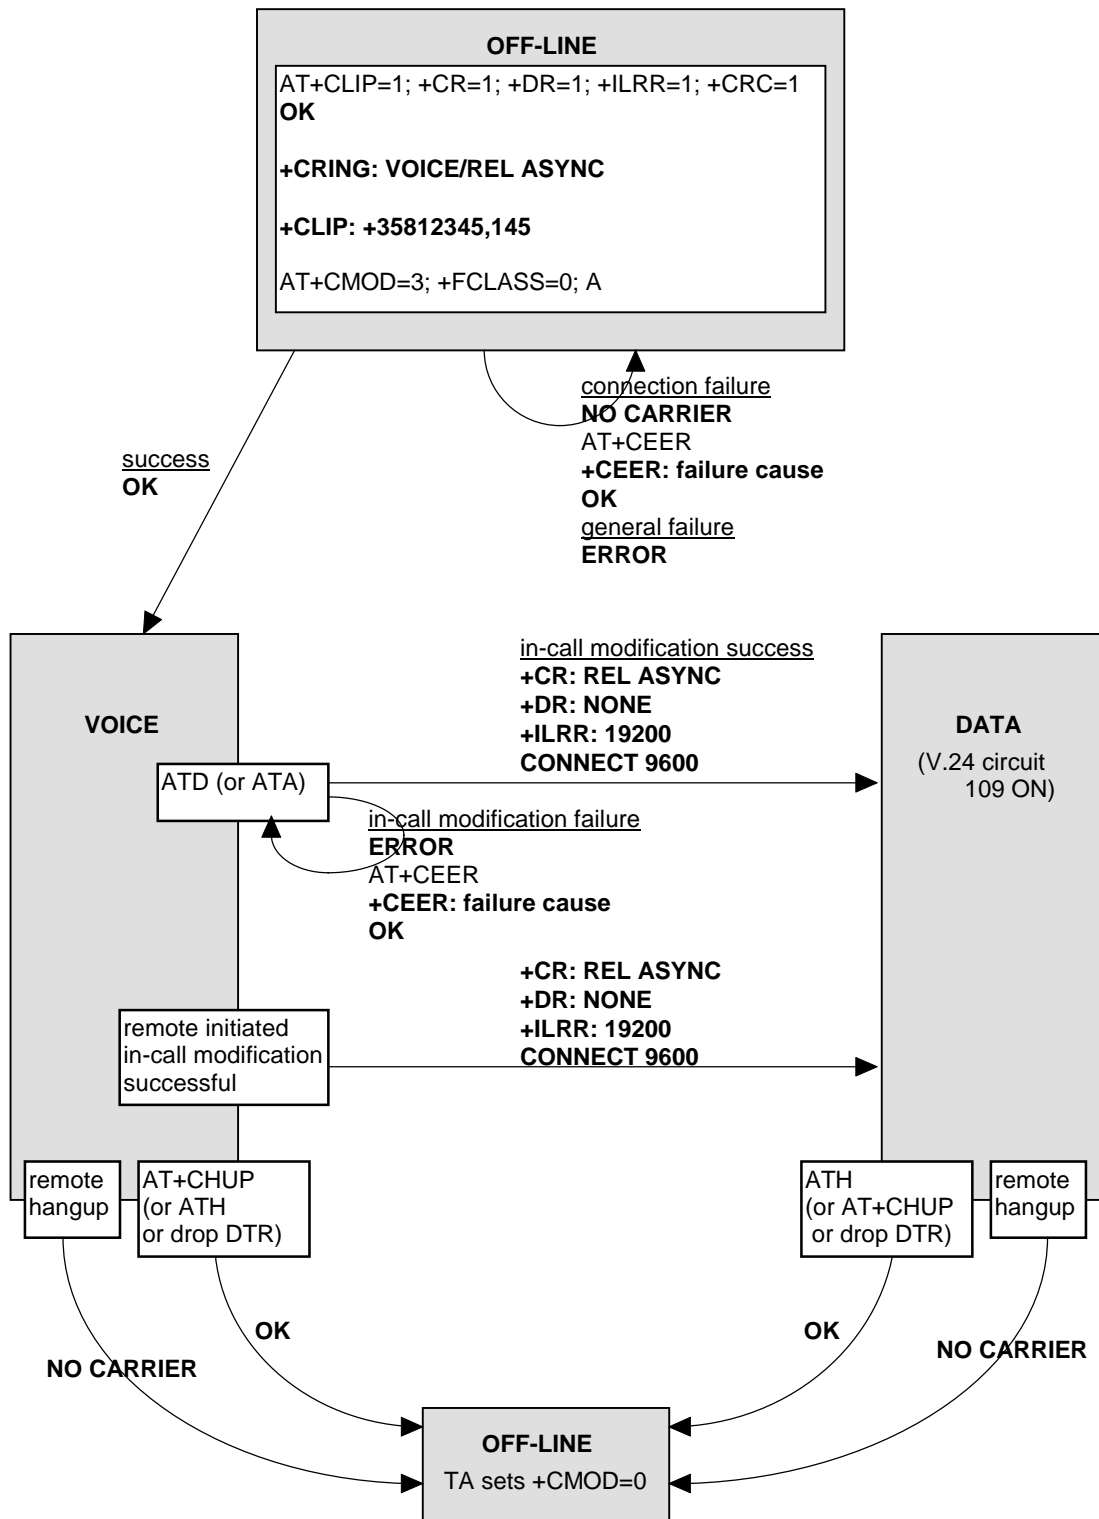 OFF-LINE
AT+CLIP=1; +CR=1; +DR=1; +ILRR=1; +CRC=1
OK
+CRING: VOICE/REL ASYNC
+CLIP: +35812345,145
AT+CMOD=3; +FCLASS=0; A
connection failure
NO CARRIER
AT+CEER
+CEER: failure cause
OK
general failure
ERROR
success
OK
in-call modification success
+CR: REL ASYNC
+DR: NONE
+ILRR: 19200
CONNECT 9600
VOICE
DATA
(V.24 circuit
109 ON)
ATD (or ATA)
in-call modification failure
ERROR
AT+CEER
+CEER: failure cause
OK
+CR: REL ASYNC
+DR: NONE
+ILRR: 19200
CONNECT 9600
remote initiated
in-call modification
successful
remote
hangup
AT+CHUP
(or ATH
or drop DTR)
ATH
(or AT+CHUP
or drop DTR)
remote
hangup
OK
NO CARRIER
OK
NO CARRIER
OFF-LINE
TA sets +CMOD=0